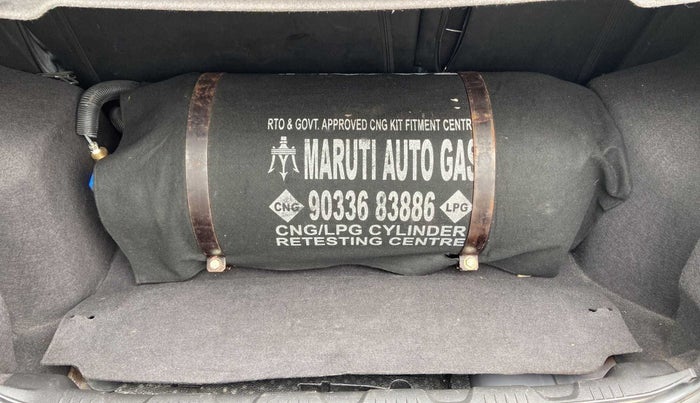 RTO & GOVT. APPROVED CNG KIT FITMENT CENTR
MARUTI AUTO GAS
CNG 90336 83886 LPG
CNG/LPG CYLINDER
RETESTING CENTRE